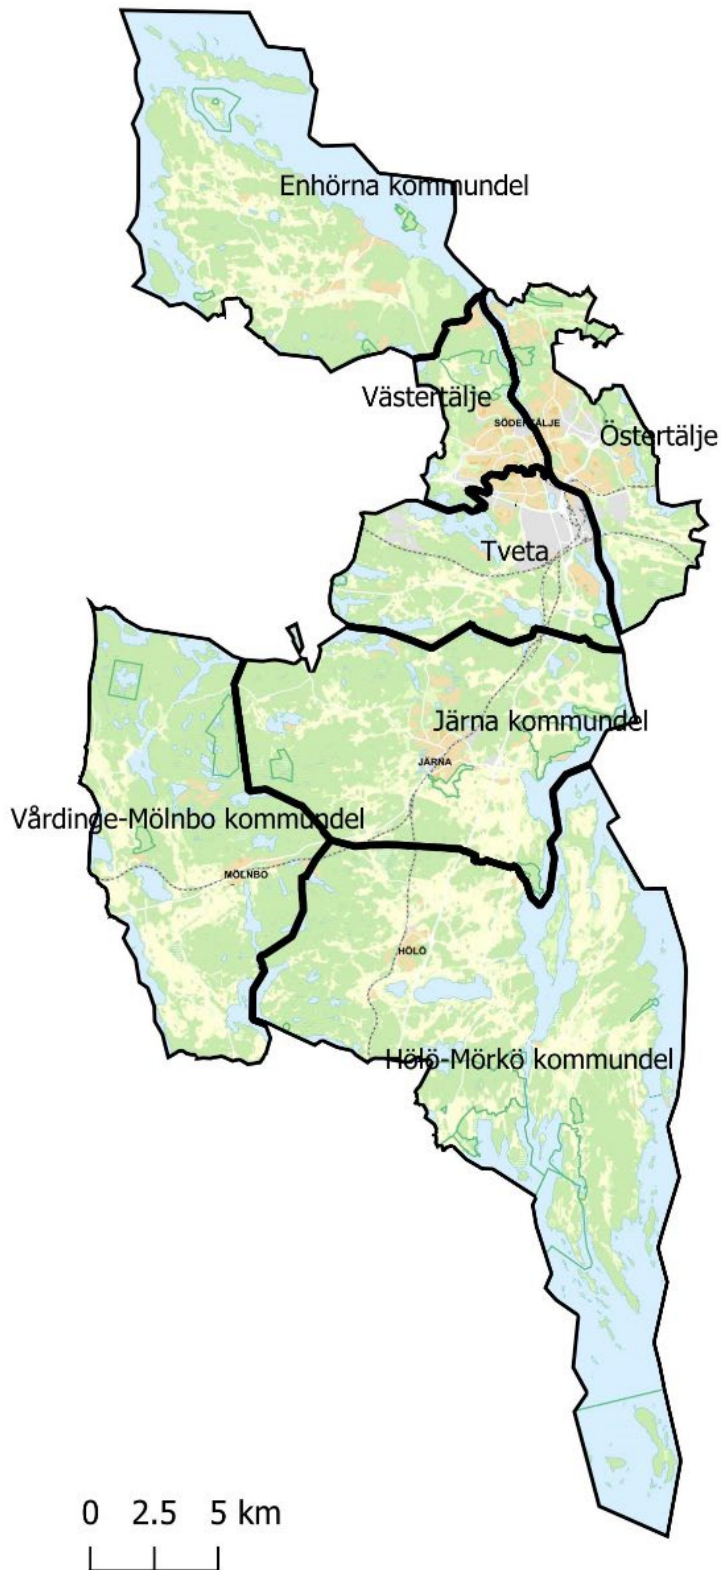 Enhörna kommundel
Västertälje
SÖDERTÄLJE
Östertälje
Tveta
Järna kommundel
JÄRNA
Vårdinge-Mölnbo kommundel
MÖLNBO
HÖLÖ
Hölö-Mörkö kommundel
0 2.5 5 km